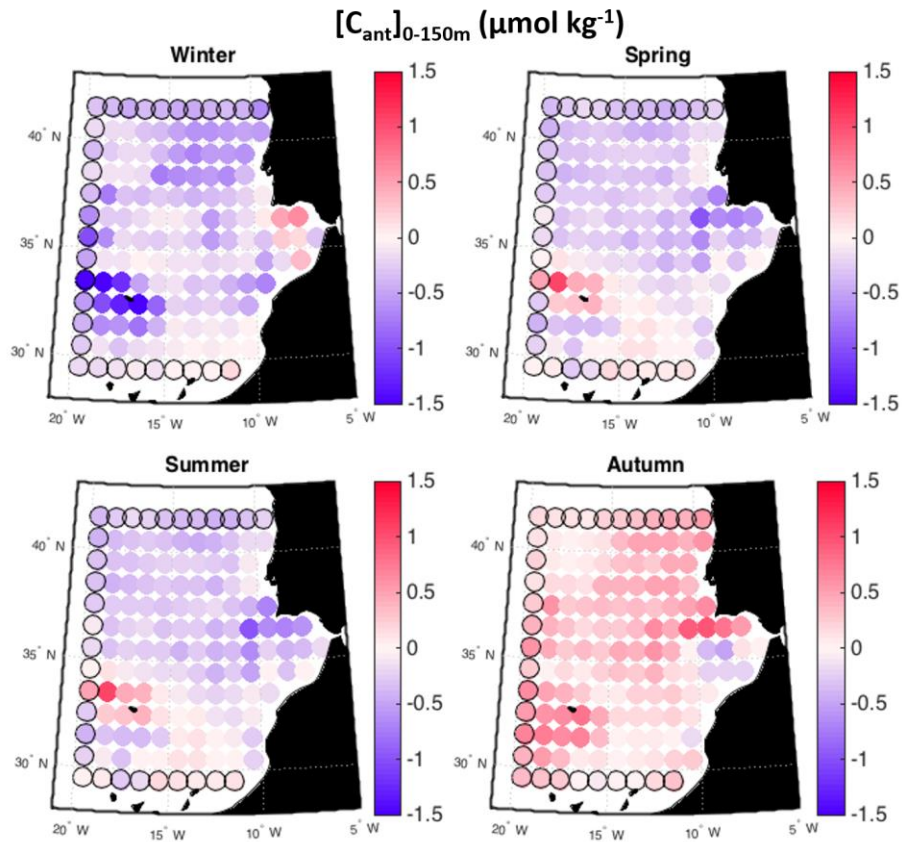 [Cant]0-150m (µmol kg-1)
Winter
Spring
40° N
35° N
30° N
20° W
15° W
10° W
5° W
1.5
1
0.5
0
-0.5
-1
-1.5
40° N
35° N
30° N
20° W
15° W
10° W
5° W
1.5
1
0.5
0
-0.5
-1
-1.5
Summer
Autumn
40° N
35° N
30° N
20° W
15° W
10° W
5° W
1.5
1
0.5
0
-0.5
-1
-1.5
40° N
35° N
30° N
20° W
15° W
10° W
5° W
1.5
1
0.5
0
-0.5
-1
-1.5